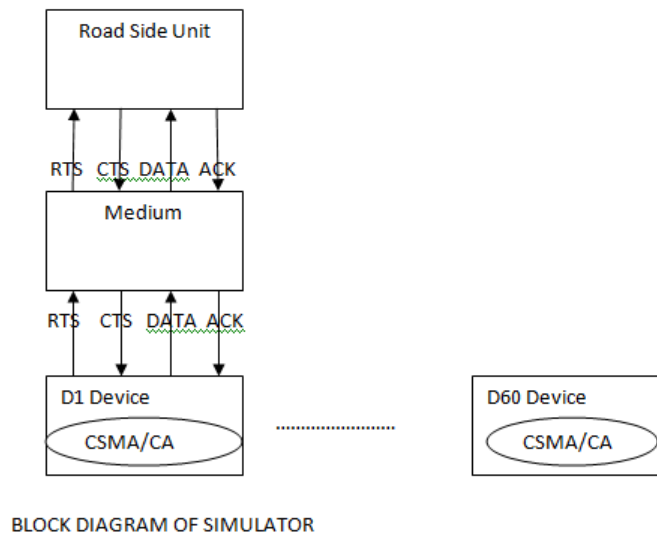 Road Side Unit
RTS CTS DATA ACK
Medium
RTS CTS DATA ACK
D1 Device
CSMA/CA
........................
D60 Device
CSMA/CA
BLOCK DIAGRAM OF SIMULATOR